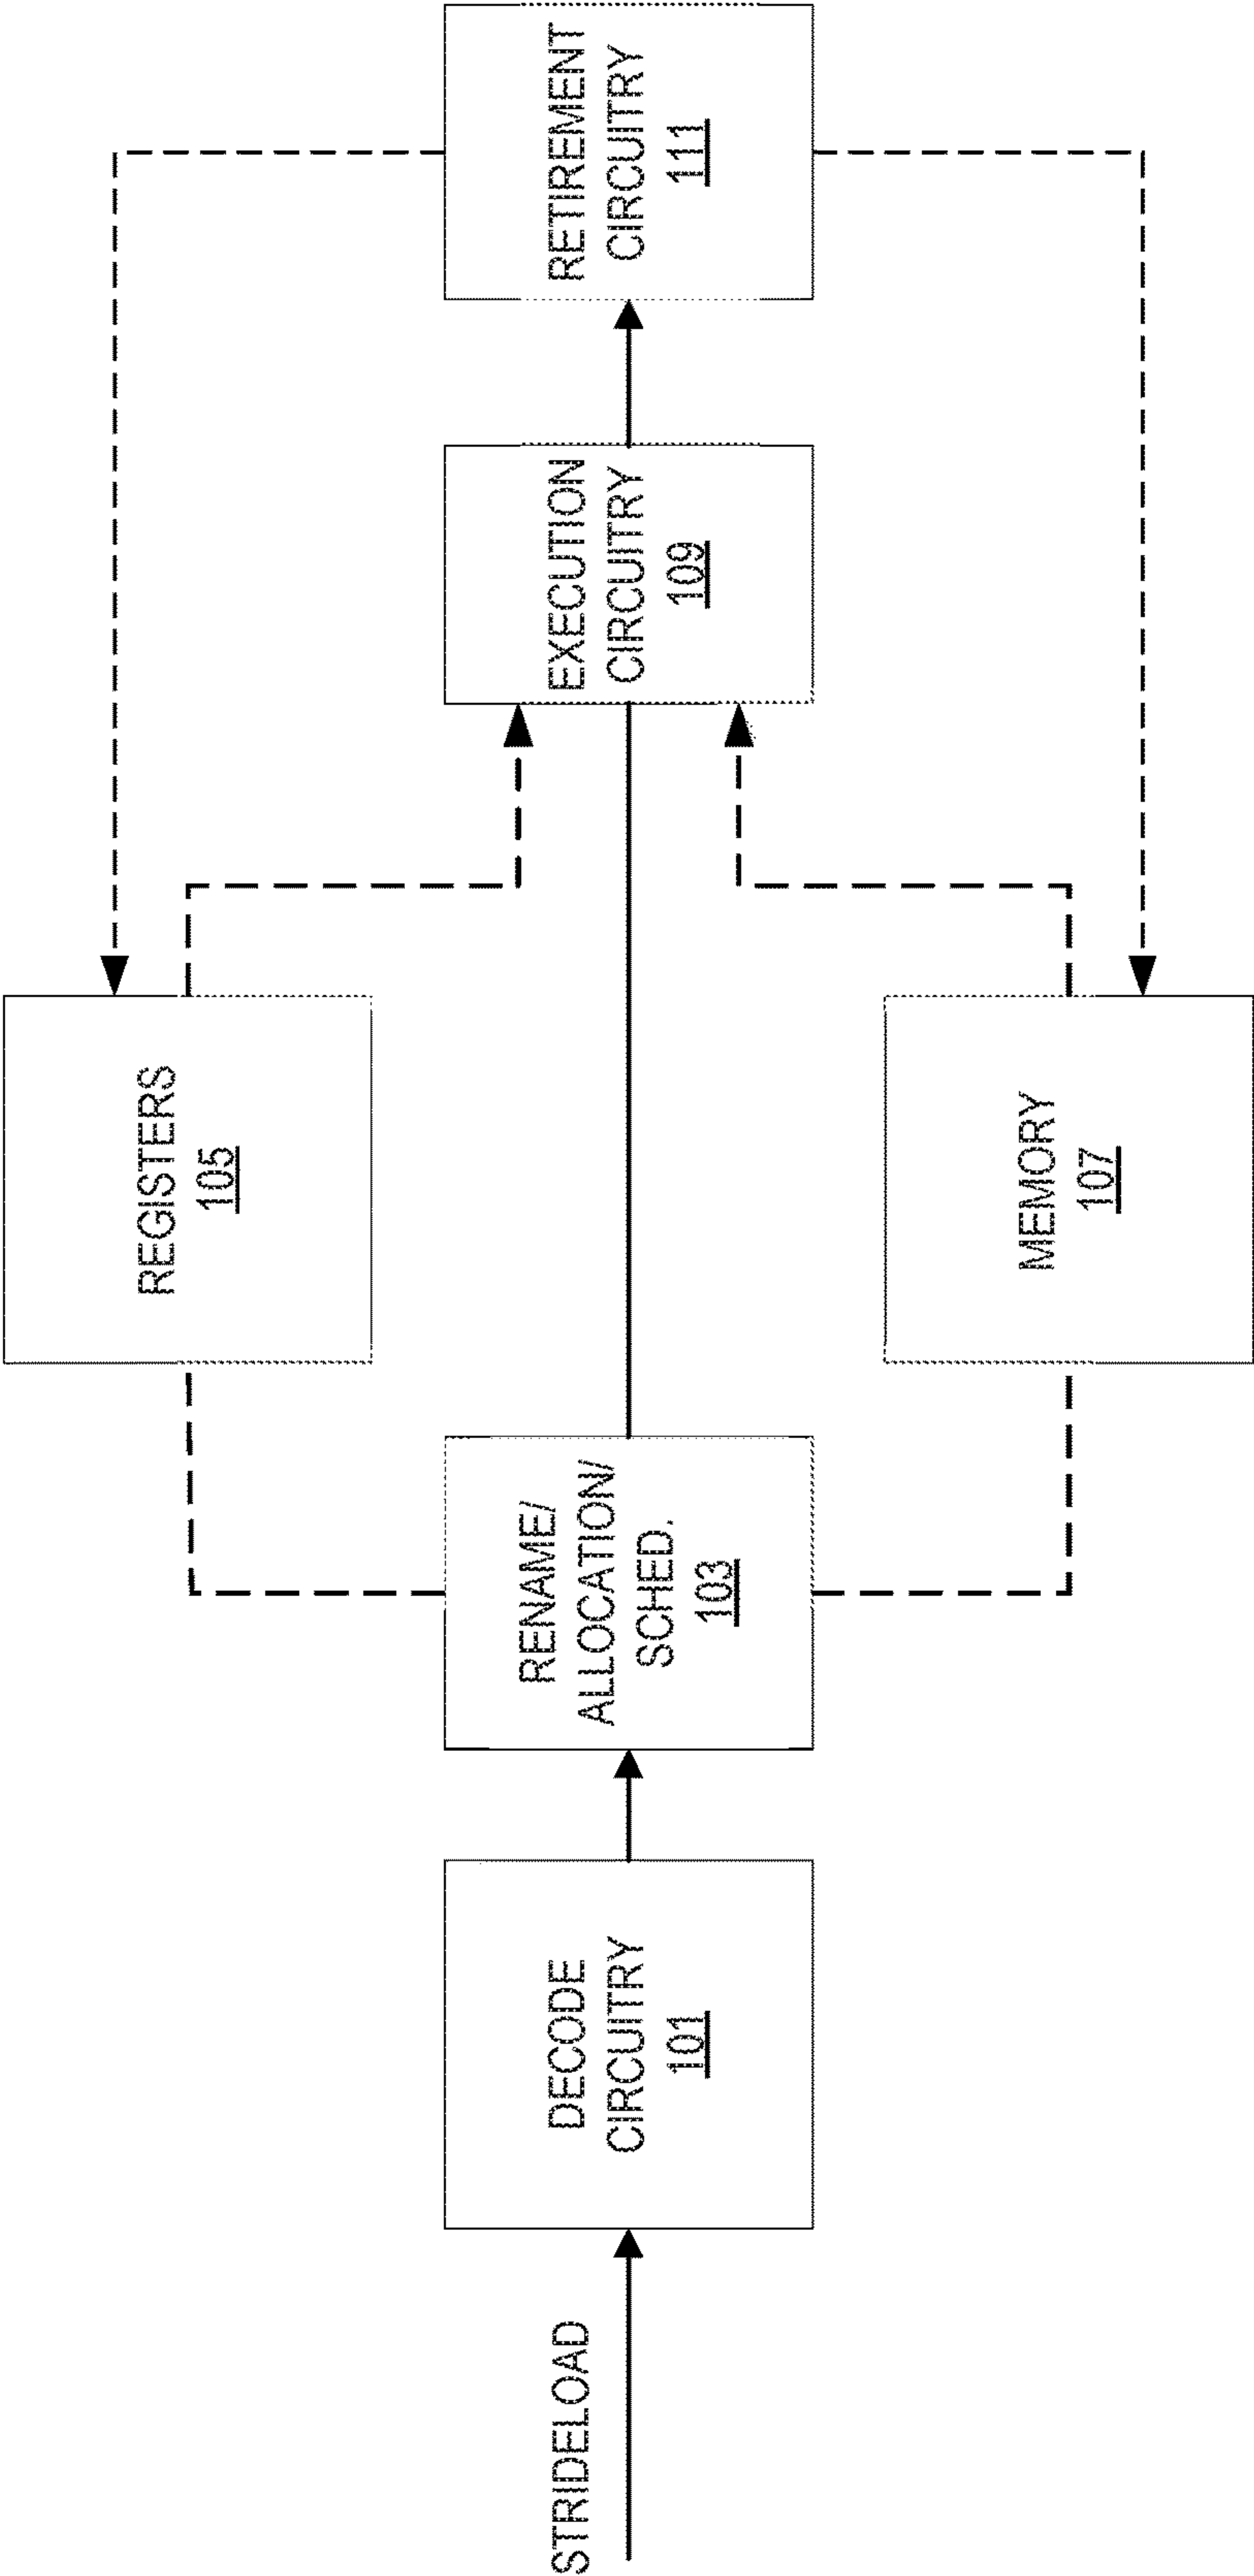 STRIDELOAD
DECODE
CIRCUITRY
101
RENAME/
ALLOCATION/
SCHED.
103
REGISTERS
105
MEMORY
107
EXECUTION
CIRCUITRY
109
RETIREMENT
CIRCUITRY
111